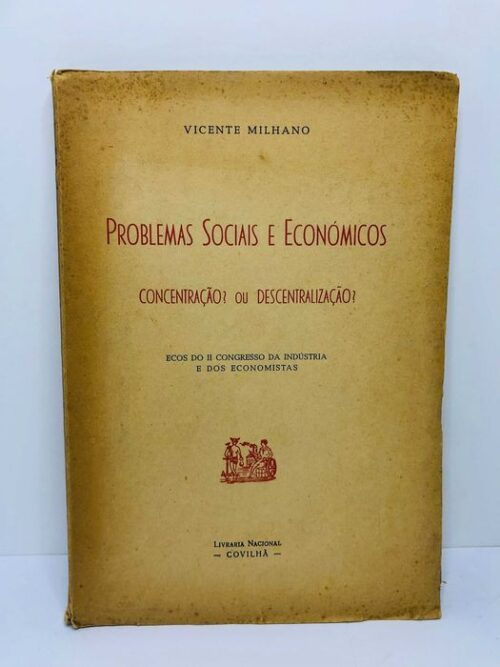 VICENTE MILHANO
PROBLEMAS SOCIAIS E ECONÓMICOS
CONCENTRAÇÃO? OU DESCENTRALIZAÇÃO?
ECOS DO II CONGRESSO DA INDÚSTRIA
E DOS ECONOMISTAS
LIVRARIA NACIONAL
— COVILHÃ —